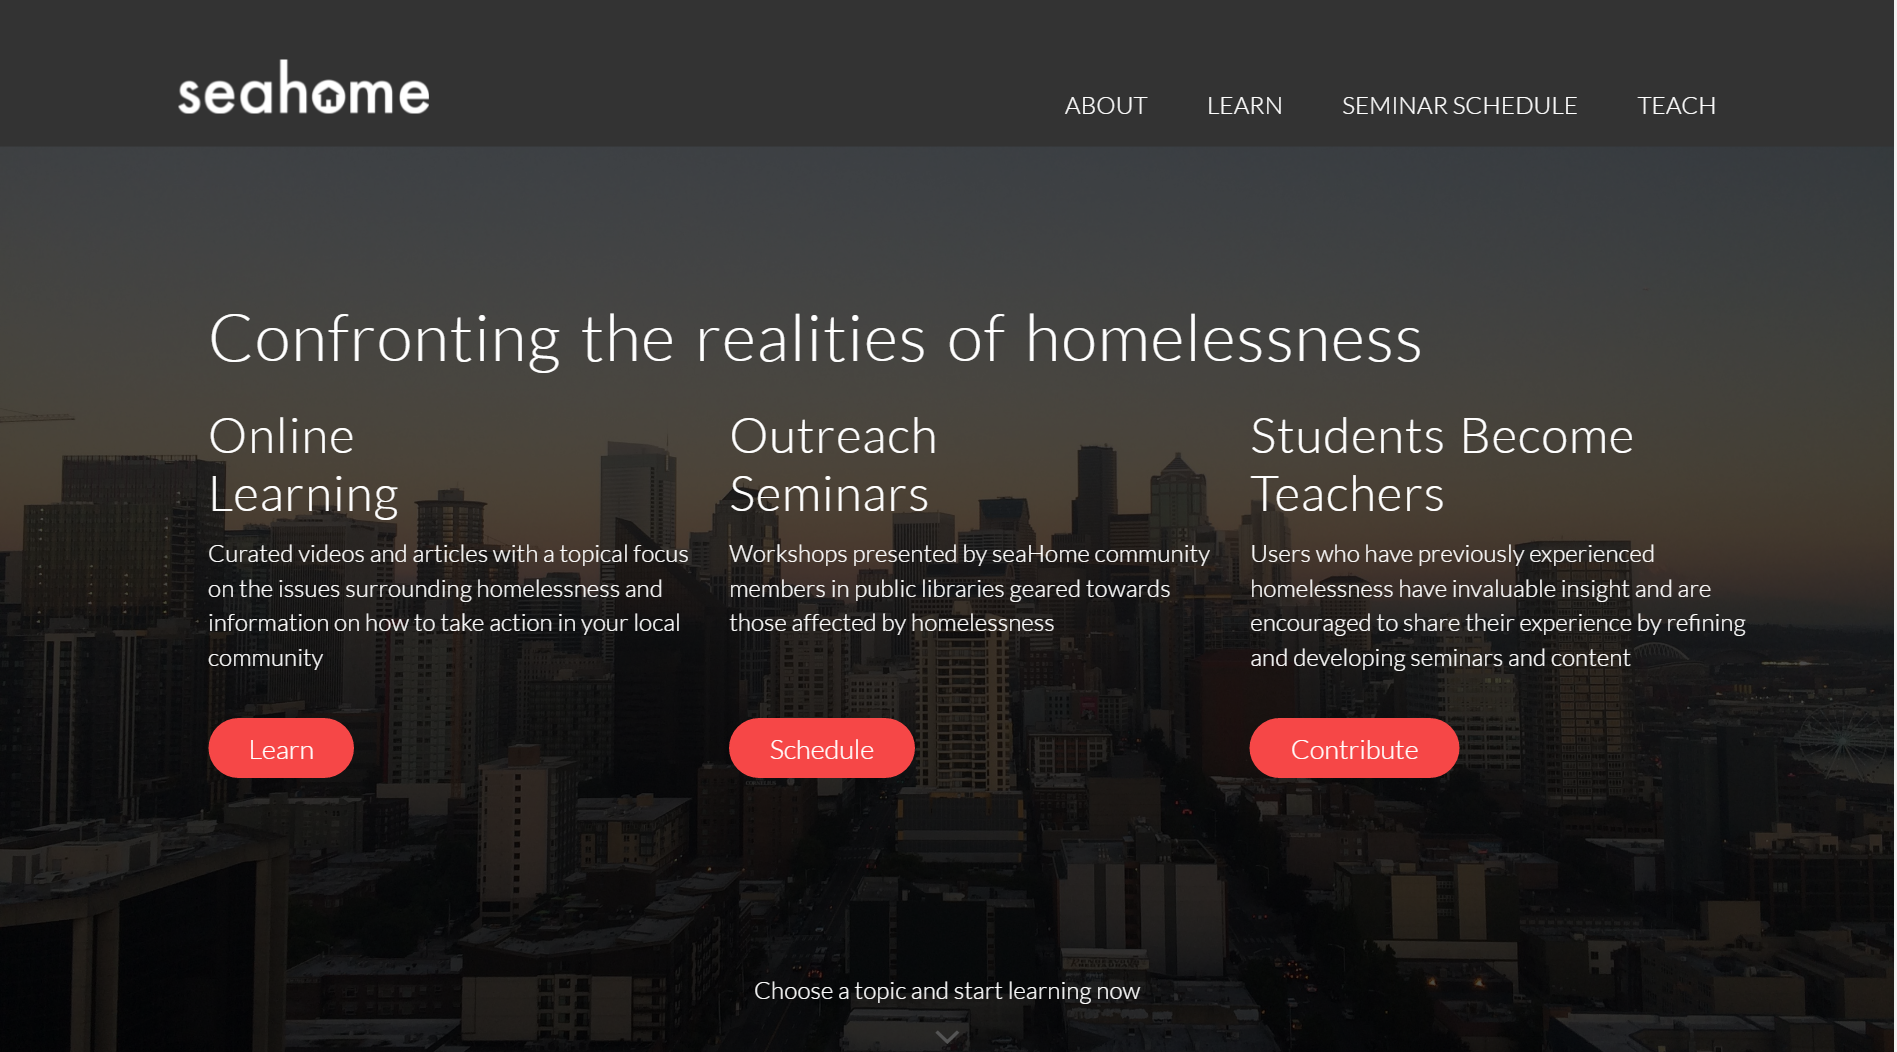 seahome
ABOUT
LEARN
SEMINAR SCHEDULE
TEACH
Confronting the realities of homelessness
Online
Learning
Curated videos and articles with a topical focus
on the issues surrounding homelessness and
information on how to take action in your local
community
Learn
Outreach
Seminars
Workshops presented by seaHome community
members in public libraries geared towards
those affected by homelessness
Schedule
Students Become
Teachers
Users who have previously experienced
homelessness have invaluable insight and are
encouraged to share their experience by refining
and developing seminars and content
Contribute
Choose a topic and start learning now